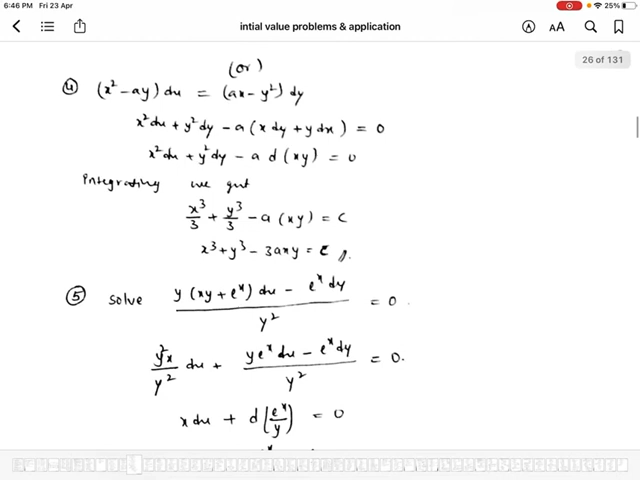 6:46 PM Fri 23 Apr
25%
intial value problems & application
AA
26 of 131
(or)
④ (x² - ay) dx = (ax - y²) dy
x² dx + y² dy - a (x dy + y dx) = 0
x² dx + y² dy - a d(xy) = 0
Integrating we get
x³/3 + y³/3 - a(xy) = C
x³ + y³ - 3axy = C
⑤ solve y(xy + eˣ) dx - eˣ dy / y² = 0.
y²x/y² dx + yeˣ dx - eˣ dy / y² = 0.
x dx + d(eˣ/y) = 0